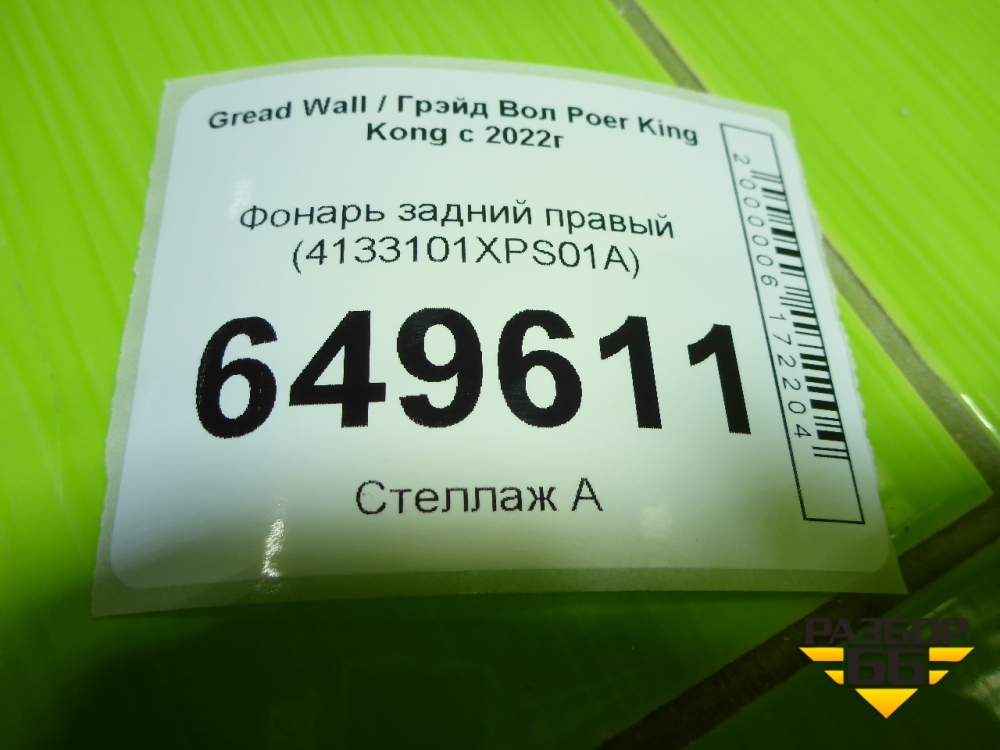 Gread Wall / Грэйд Вол Poer King
Kong с 2022г
Фонарь задний правый
(4133101XPS01A)
649611
Стеллаж А
2000006172204
РАЗБОР
66